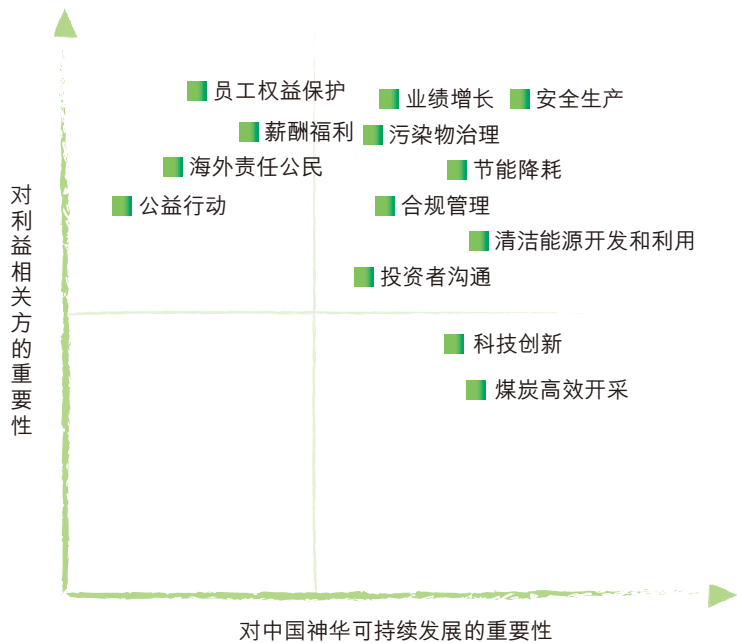 员工权益保护
业绩增长
安全生产
薪酬福利
污染物治理
海外责任公民
节能降耗
公益行动
合规管理
清洁能源开发和利用
投资者沟通
科技创新
煤炭高效开采
对利益相关方的重要性
对中国神华可持续发展的重要性